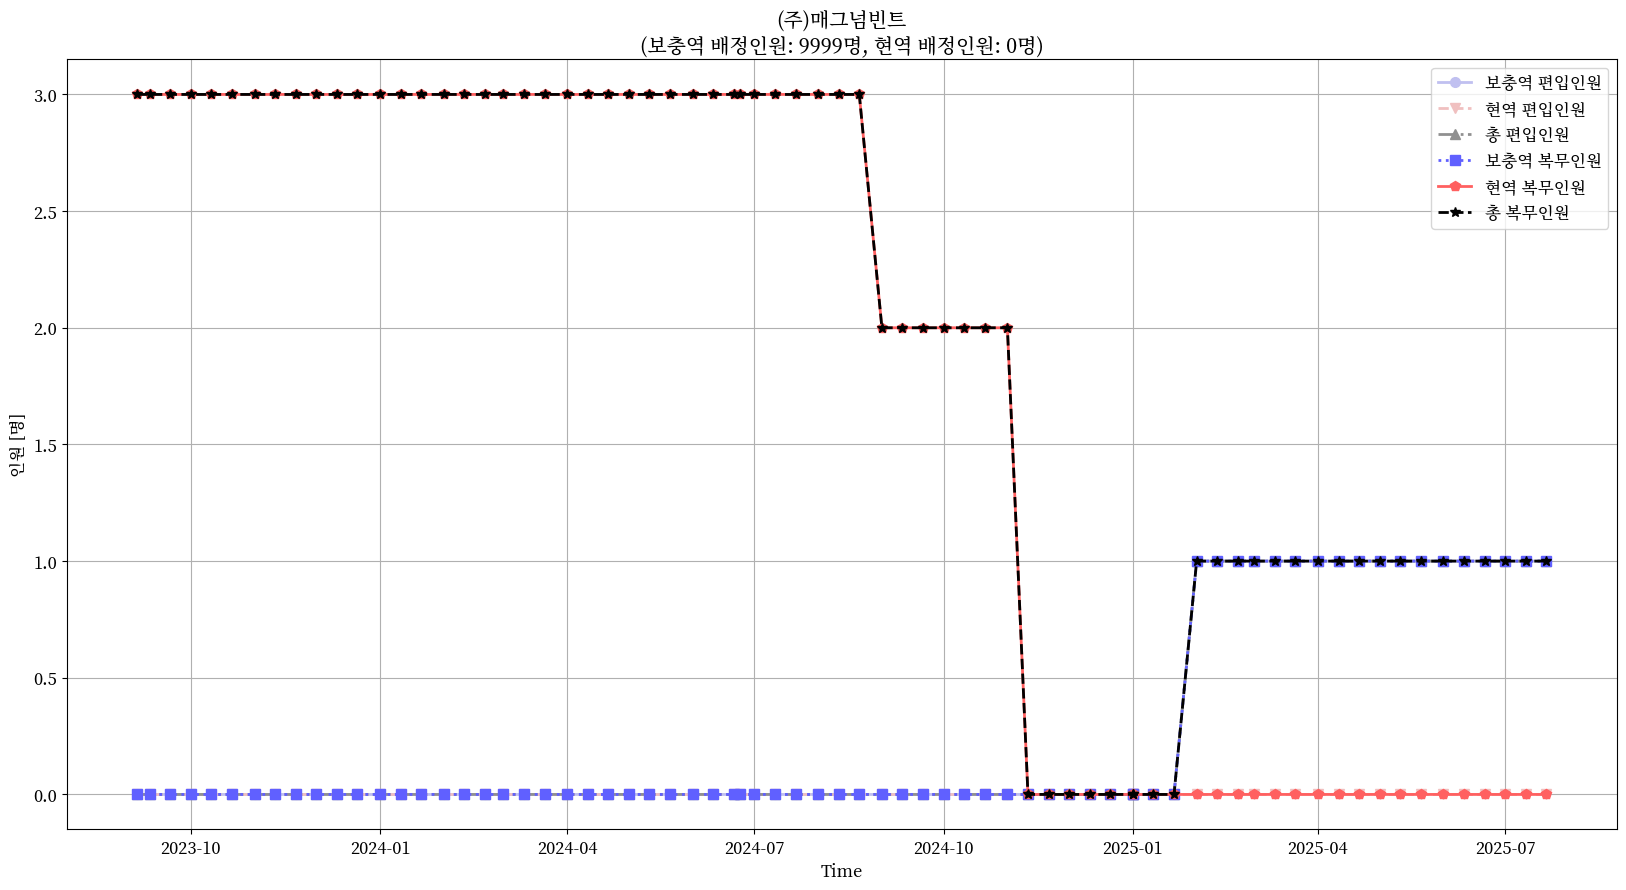 (주)매그넘빈트
(보충역 배정인원: 9999명, 현역 배정인원: 0명)
보충역 편입인원
현역 편입인원
총 편입인원
보충역 복무인원
현역 복무인원
총 복무인원
인원 [명]
3.0
2.5
2.0
1.5
1.0
0.5
0.0
2023-10 2024-01 2024-04 2024-07 2024-10 2025-01 2025-04 2025-07
Time